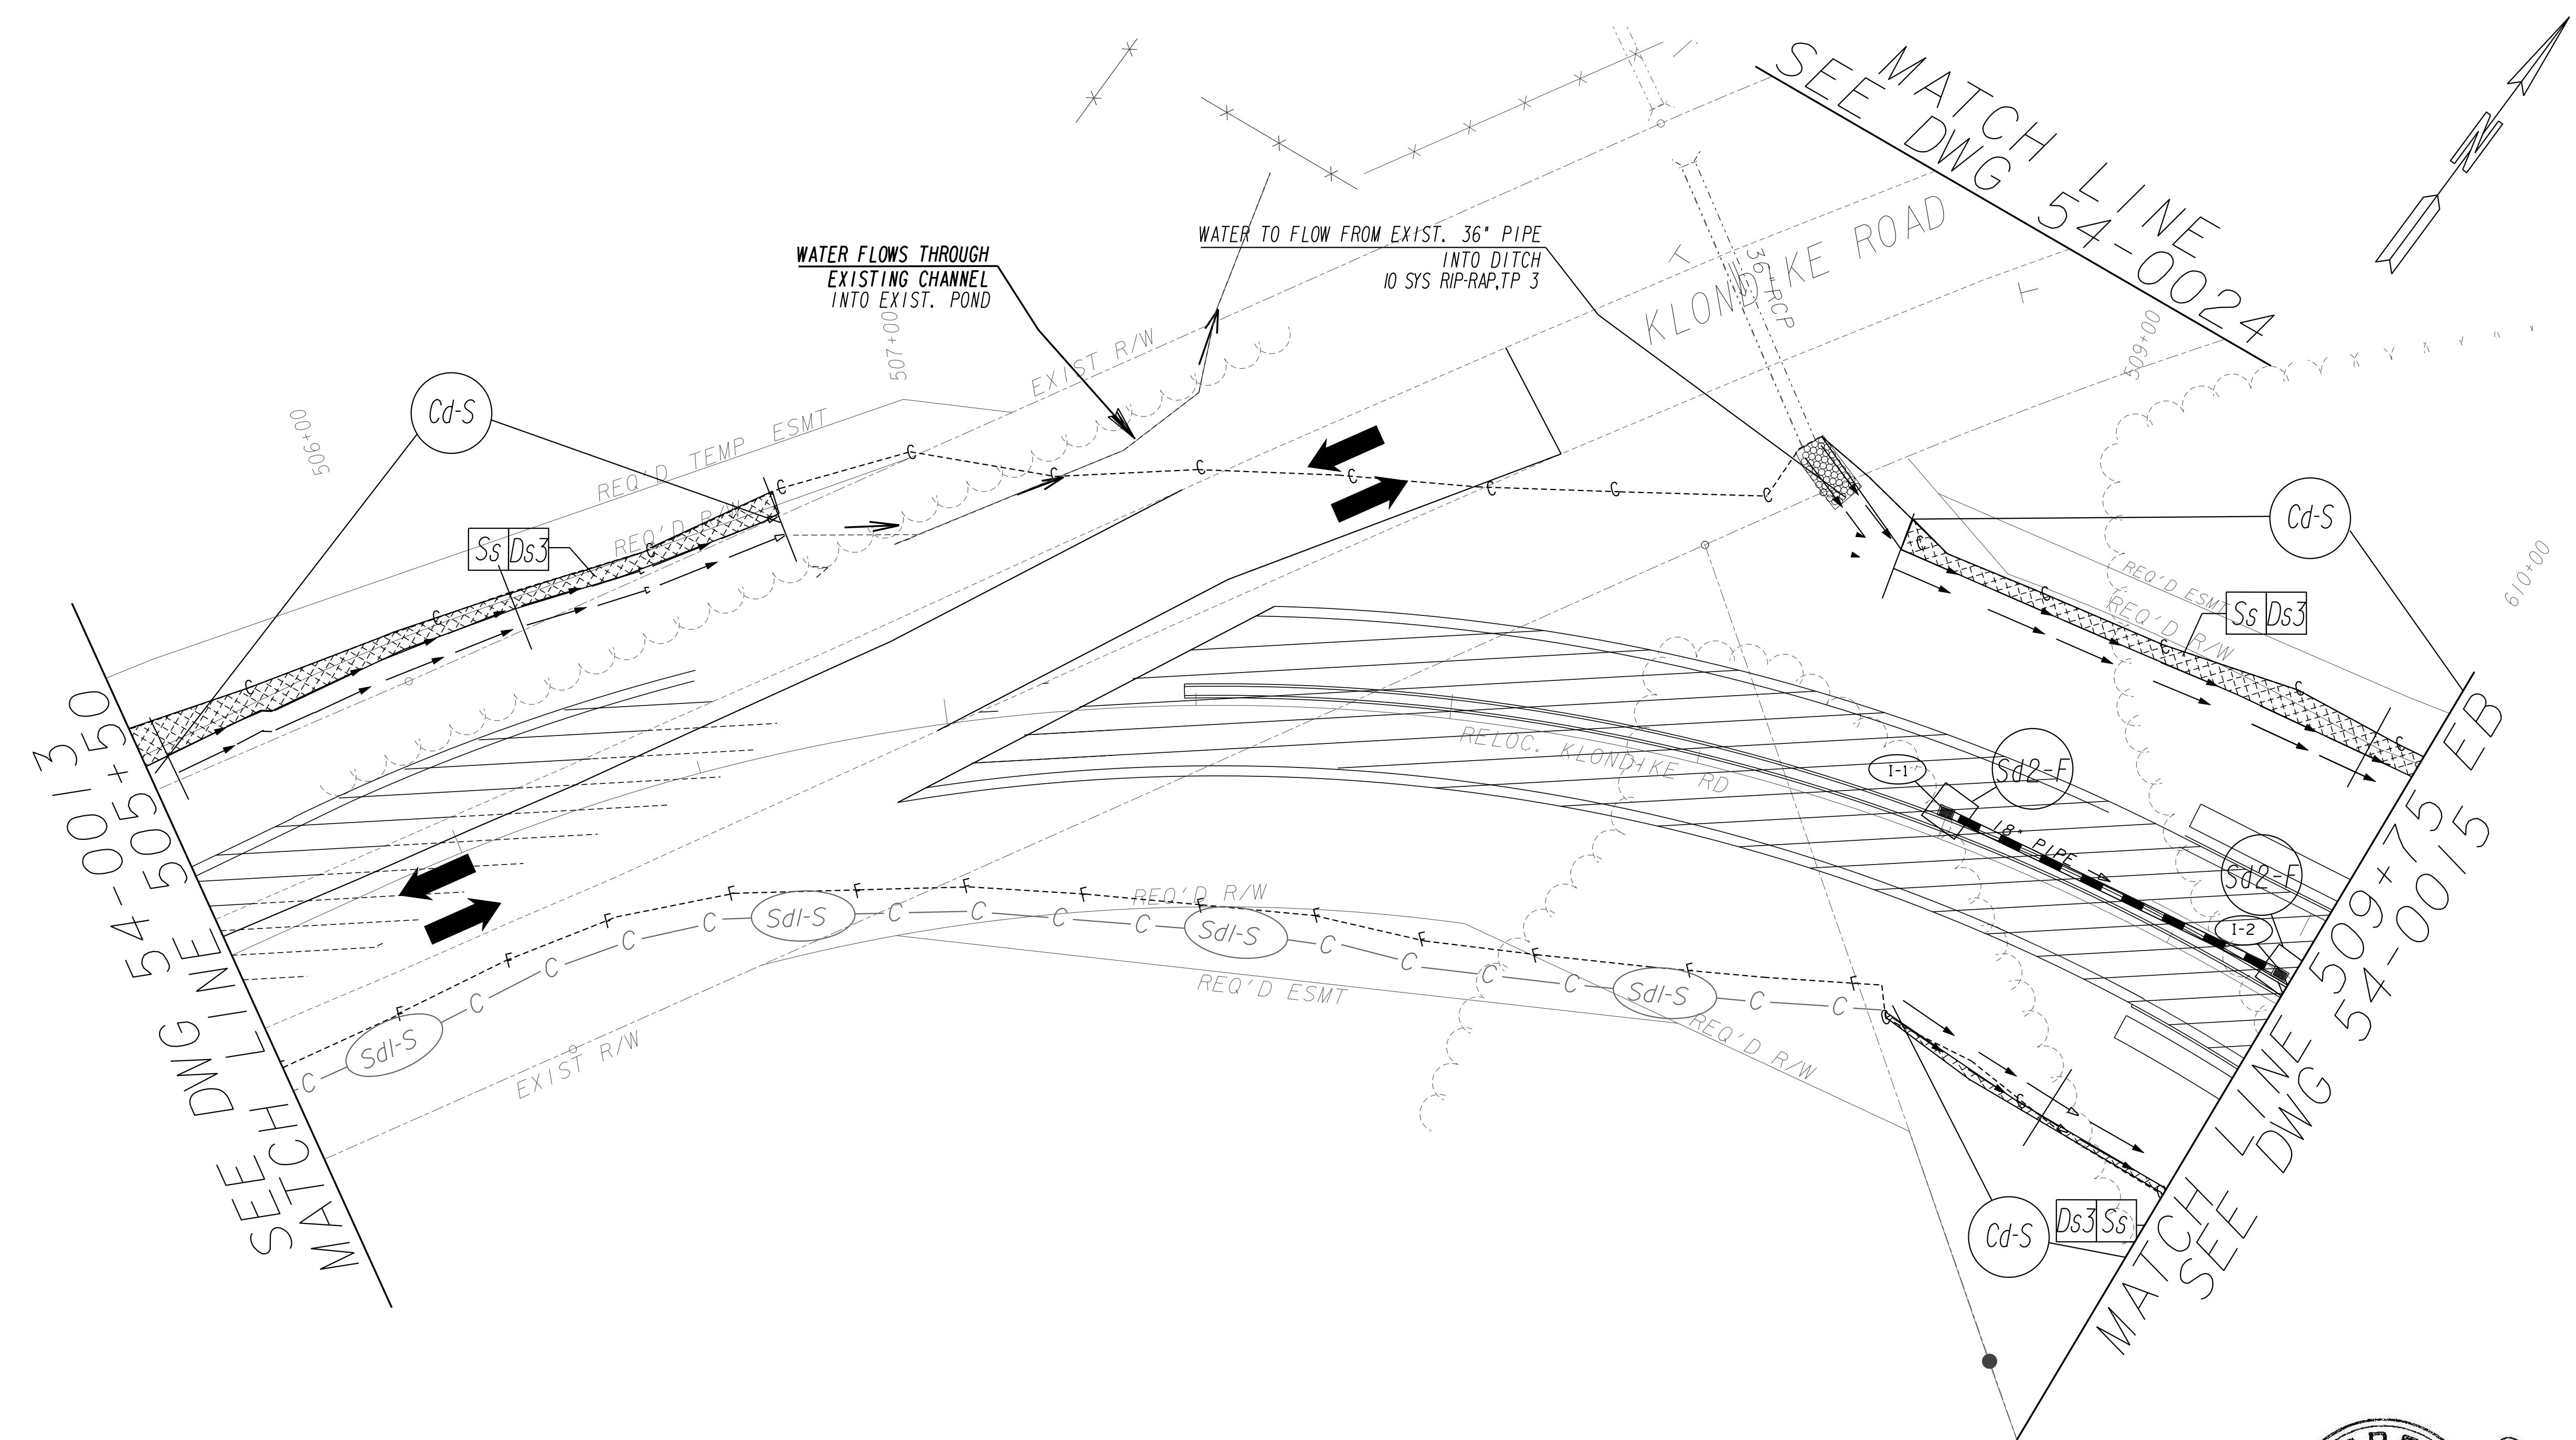 MATCH LINE
SEE DWG 54-0024
N
WATER FLOWS THROUGH
EXISTING CHANNEL
INTO EXIST. POND
WATER TO FLOW FROM EXIST. 36" PIPE
INTO DITCH
10 SYS RIP-RAP,TP 3
KLONDIKE ROAD
36" RCP
506+00
507+00
509+00
610+00
EXIST R/W
REQ'D TEMP ESMT
REQ'D R/W
Cd-S
Ss Ds3
Cd-S
REQ'D ESMT
REQ'D R/W
Ss Ds3
RELOC. KLONDIKE RD
I-1
Sd2-F
18" PIPE
Sd2-F
I-2
SEE DWG 54-0013
MATCH LINE 505+50
MATCH LINE 509+75 EB
SEE DWG 54-0015
C C C C C C C C
C C C C C C C C
F F F F F F F F F F F F F F
REQ'D R/W
C Sd1-S C C C C Sd1-S C C C C Sd1-S C C C C Sd1-S C C
REQ'D ESMT
REQ'D R/W
EXIST R/W
Cd-S
Ds3 Ss